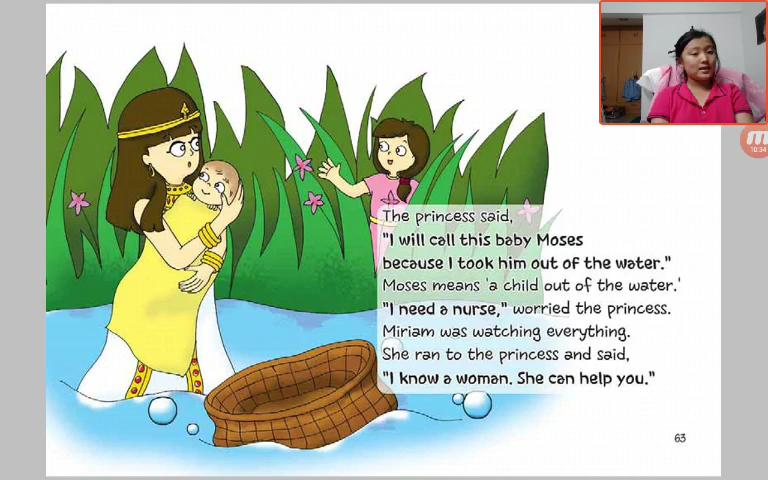 The princess said,
"I will call this baby Moses
because I took him out of the water."
Moses means 'a child out of the water.'
"I need a nurse," worried the princess.
Miriam was watching everything.
She ran to the princess and said,
"I know a woman. She can help you."
63
10:34